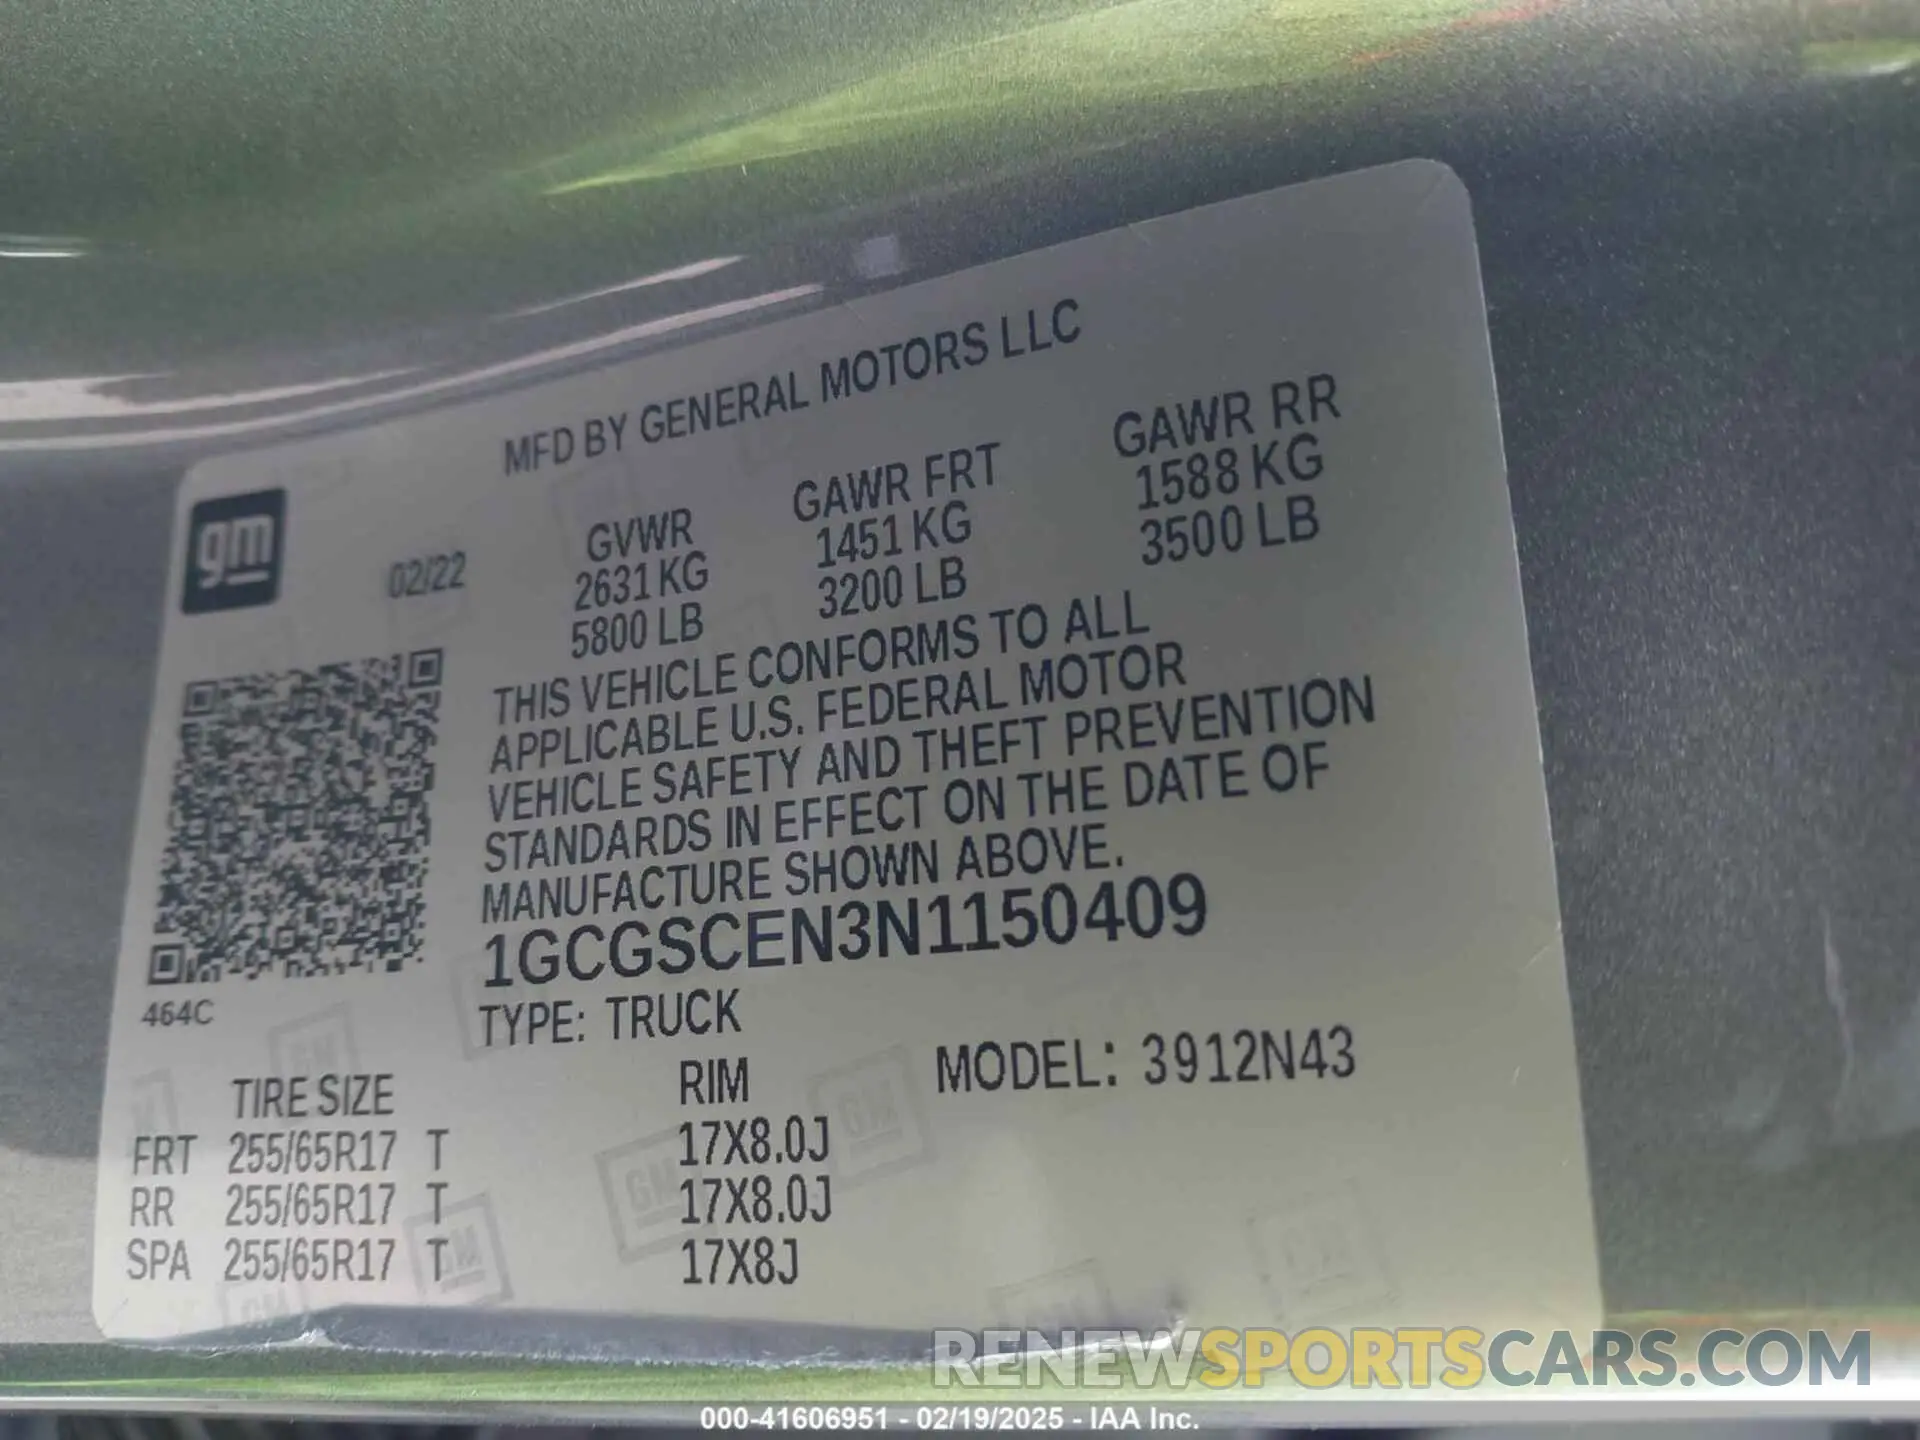 MFD BY GENERAL MOTORS LLC
gm
02/22
GVWR
2631 KG
5800 LB
GAWR FRT
1451 KG
3200 LB
GAWR RR
1588 KG
3500 LB
THIS VEHICLE CONFORMS TO ALL
APPLICABLE U.S. FEDERAL MOTOR
VEHICLE SAFETY AND THEFT PREVENTION
STANDARDS IN EFFECT ON THE DATE OF
MANUFACTURE SHOWN ABOVE.
1GCGSCEN3N1150409
464C
TYPE: TRUCK
MODEL: 3912N43
TIRE SIZE RIM
FRT 255/65R17 T 17X8.0J
RR 255/65R17 T 17X8.0J
SPA 255/65R17 T 17X8J
RENEWSPORTSCARS.COM
000-41606951 - 02/19/2025 - IAA Inc.